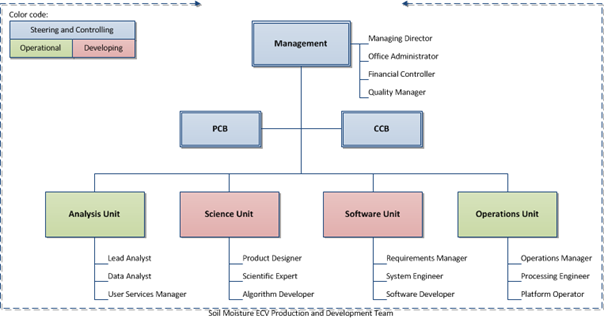 Color code:
Steering and Controlling
Operational Developing
Management
Managing Director
Office Administrator
Financial Controller
Quality Manager
PCB
CCB
Analysis Unit
Science Unit
Software Unit
Operations Unit
Lead Analyst
Data Analyst
User Services Manager
Product Designer
Scientific Expert
Algorithm Developer
Requirements Manager
System Engineer
Software Developer
Operations Manager
Processing Engineer
Platform Operator
Soil Moisture ECV Production and Development Team